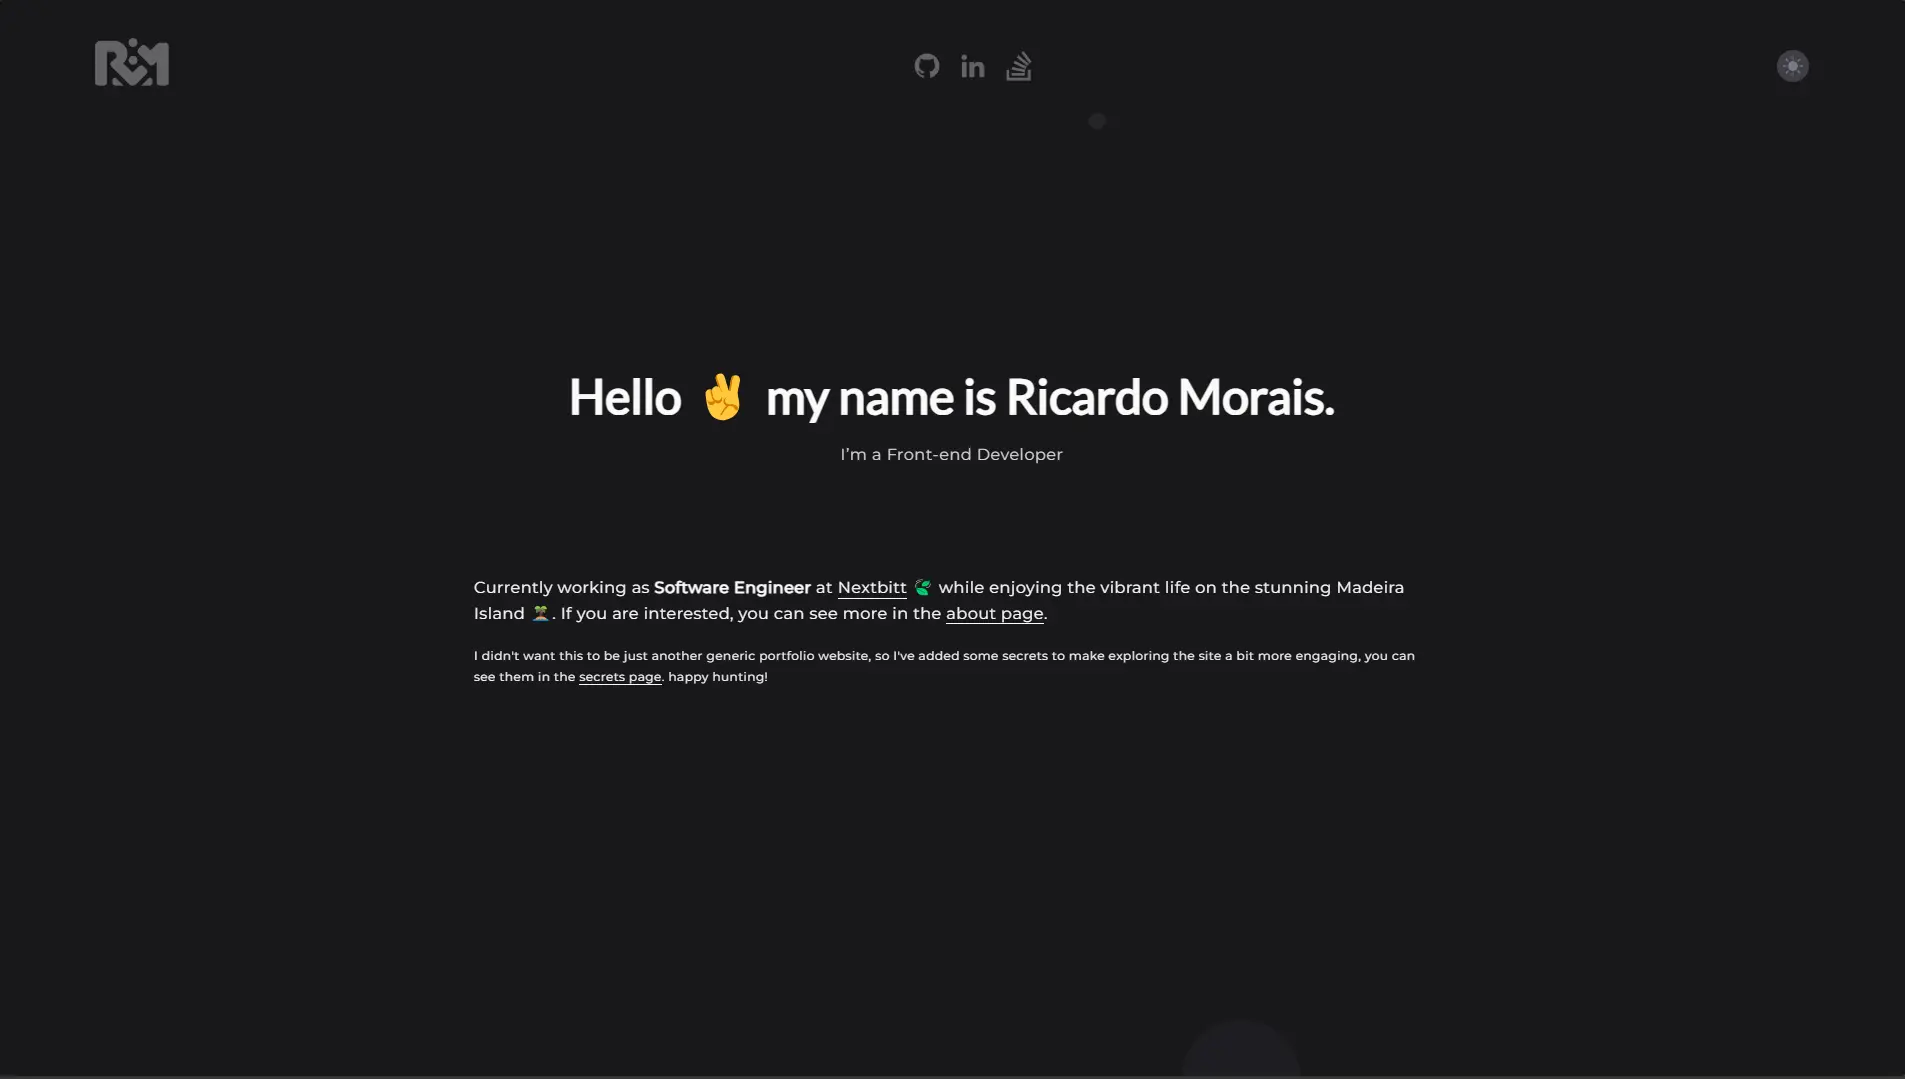 RM
in
Hello ✌️ my name is Ricardo Morais.
I'm a Front-end Developer
Currently working as Software Engineer at Nextbitt while enjoying the vibrant life on the stunning Madeira
Island 🏝️. If you are interested, you can see more in the about page.
I didn't want this to be just another generic portfolio website, so I've added some secrets to make exploring the site a bit more engaging, you can
see them in the secrets page. happy hunting!